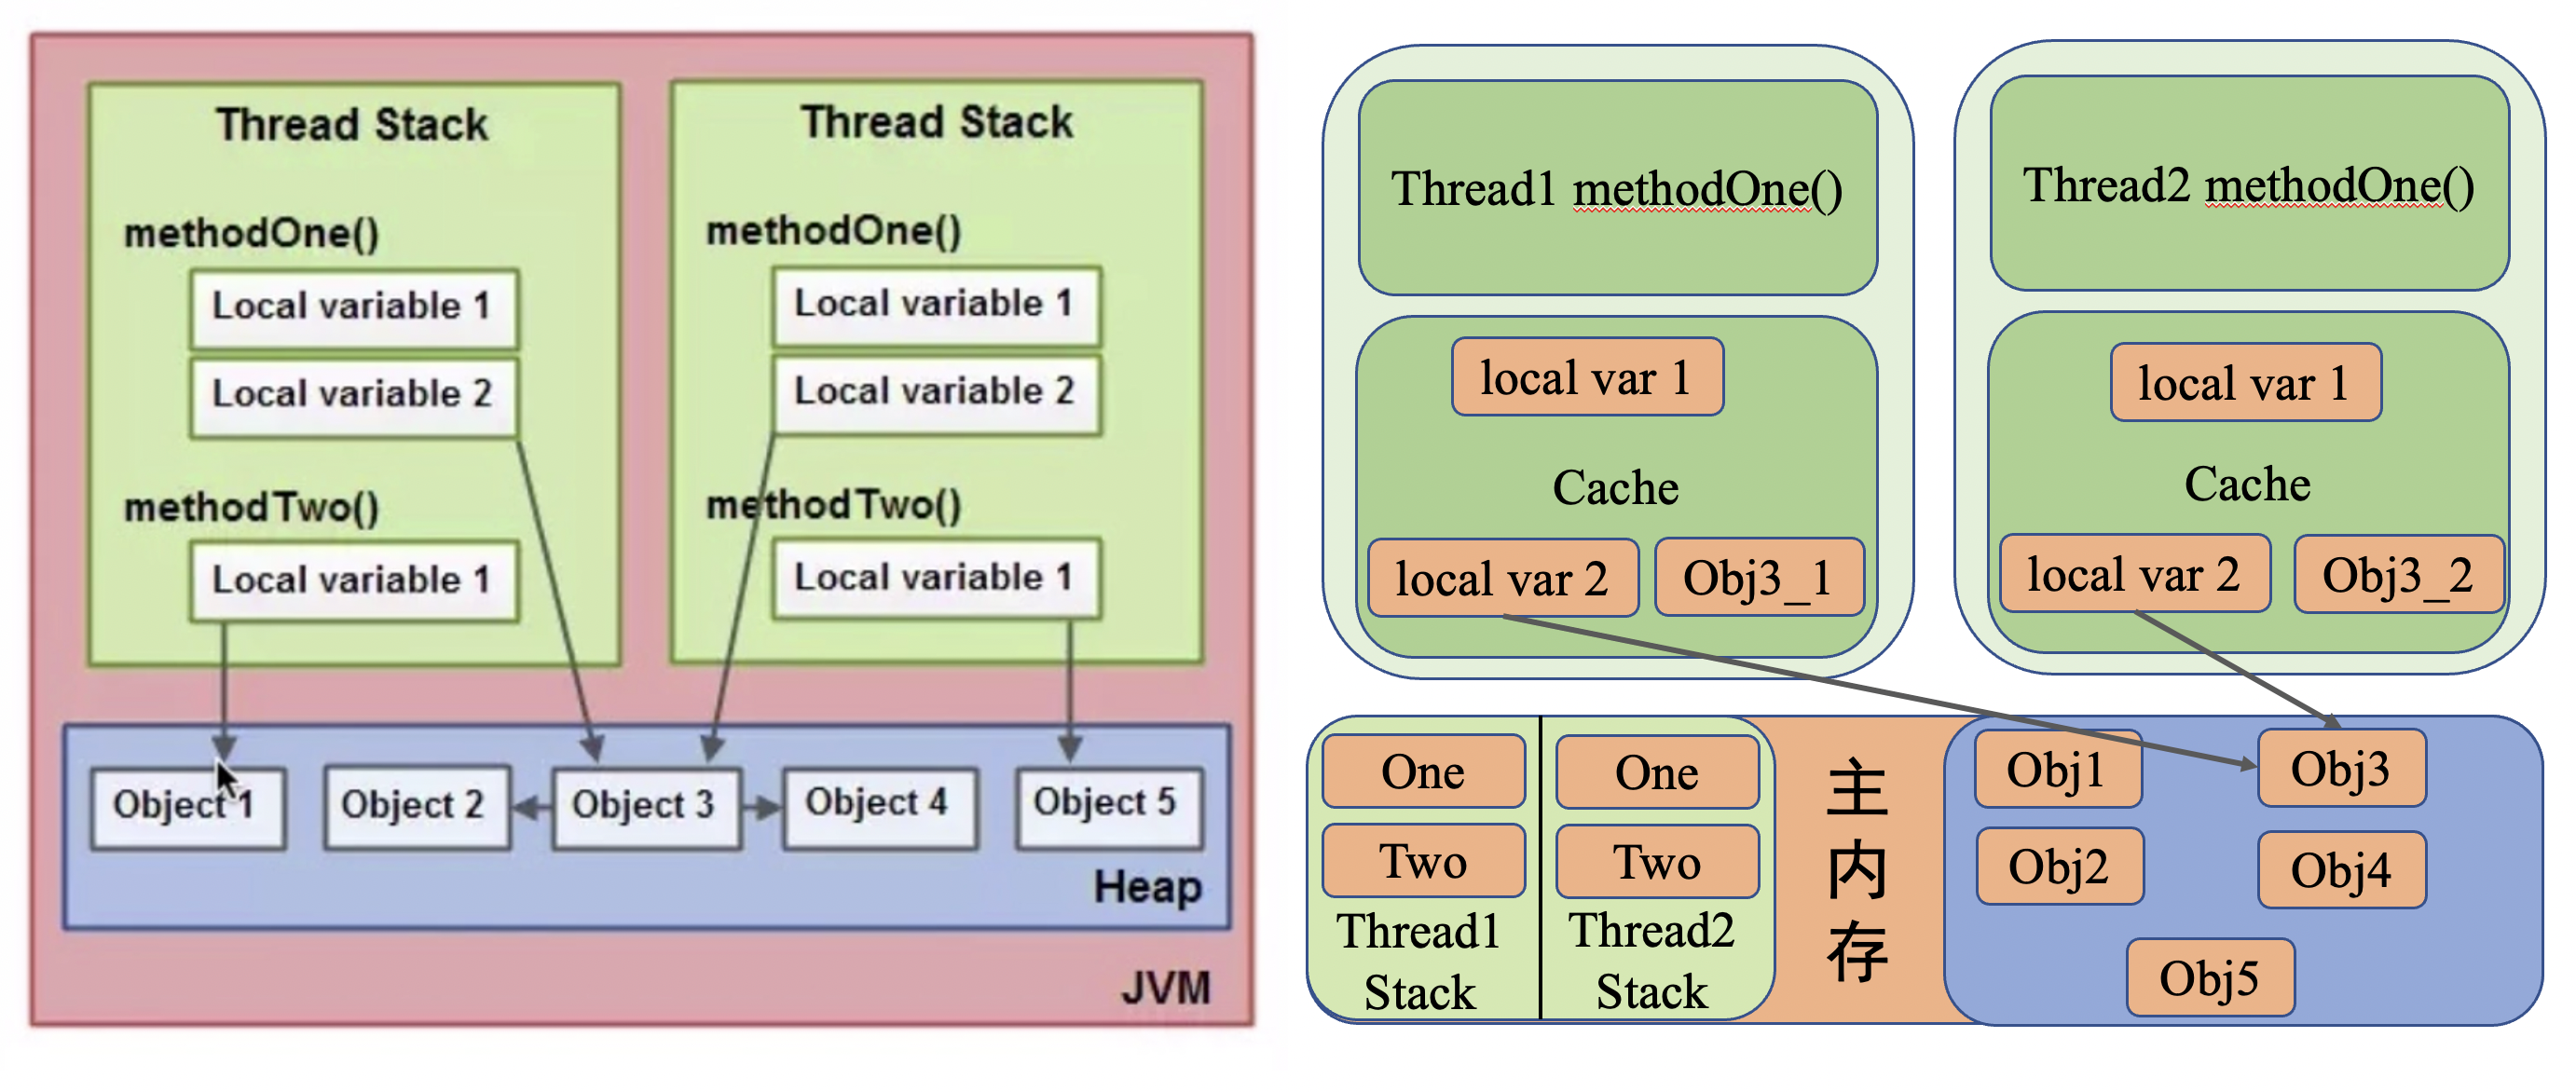 Thread Stack
methodOne()
Local variable 1
Local variable 2
methodTwo()
Local variable 1
Thread Stack
methodOne()
Local variable 1
Local variable 2
methodTwo()
Local variable 1
Object 1
Object 2
Object 3
Object 4
Object 5
Heap
JVM
Thread1 methodOne()
local var 1
Cache
local var 2
Obj3_1
Thread2 methodOne()
local var 1
Cache
local var 2
Obj3_2
One
Two
Thread1
Stack
One
Two
Thread2
Stack
主
内
存
Obj1
Obj3
Obj2
Obj4
Obj5